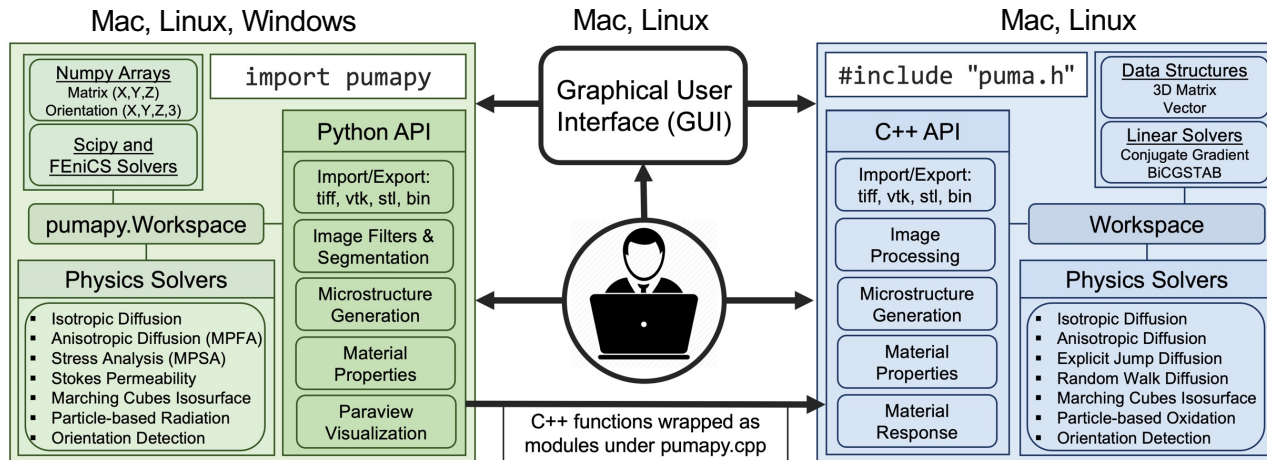 Mac, Linux, Windows
Numpy Arrays
Matrix (X,Y,Z)
Orientation (X,Y,Z,3)
Scipy and
FEniCS Solvers
import pumapy
pumapy.Workspace
Physics Solvers
▪ Isotropic Diffusion
▪ Anisotropic Diffusion (MPFA)
▪ Stress Analysis (MPSA)
▪ Stokes Permeability
▪ Marching Cubes Isosurface
▪ Particle-based Radiation
▪ Orientation Detection
Python API
Import/Export:
tiff, vtk, stl, bin
Image Filters &
Segmentation
Microstructure
Generation
Material
Properties
Paraview
Visualization
Mac, Linux
Graphical User
Interface (GUI)
C++ functions wrapped as
modules under pumapy.cpp
Mac, Linux
#include "puma.h"
C++ API
Import/Export:
tiff, vtk, stl, bin
Image
Processing
Microstructure
Generation
Material
Properties
Material
Response
Data Structures
3D Matrix
Vector
Linear Solvers
Conjugate Gradient
BiCGSTAB
Workspace
Physics Solvers
▪ Isotropic Diffusion
▪ Anisotropic Diffusion
▪ Explicit Jump Diffusion
▪ Random Walk Diffusion
▪ Marching Cubes Isosurface
▪ Particle-based Oxidation
▪ Orientation Detection